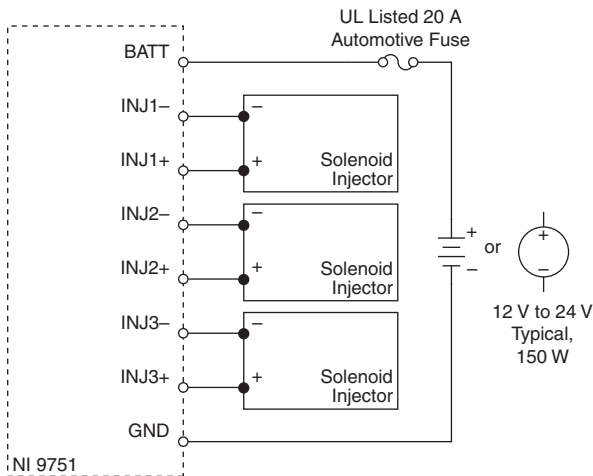 UL Listed 20 A
Automotive Fuse
BATT
INJ1–
–
INJ1+
+
Solenoid
Injector
INJ2–
–
INJ2+
+
Solenoid
Injector
INJ3–
–
INJ3+
+
Solenoid
Injector
GND
NI 9751
+
–
or
+
–
12 V to 24 V
Typical,
150 W